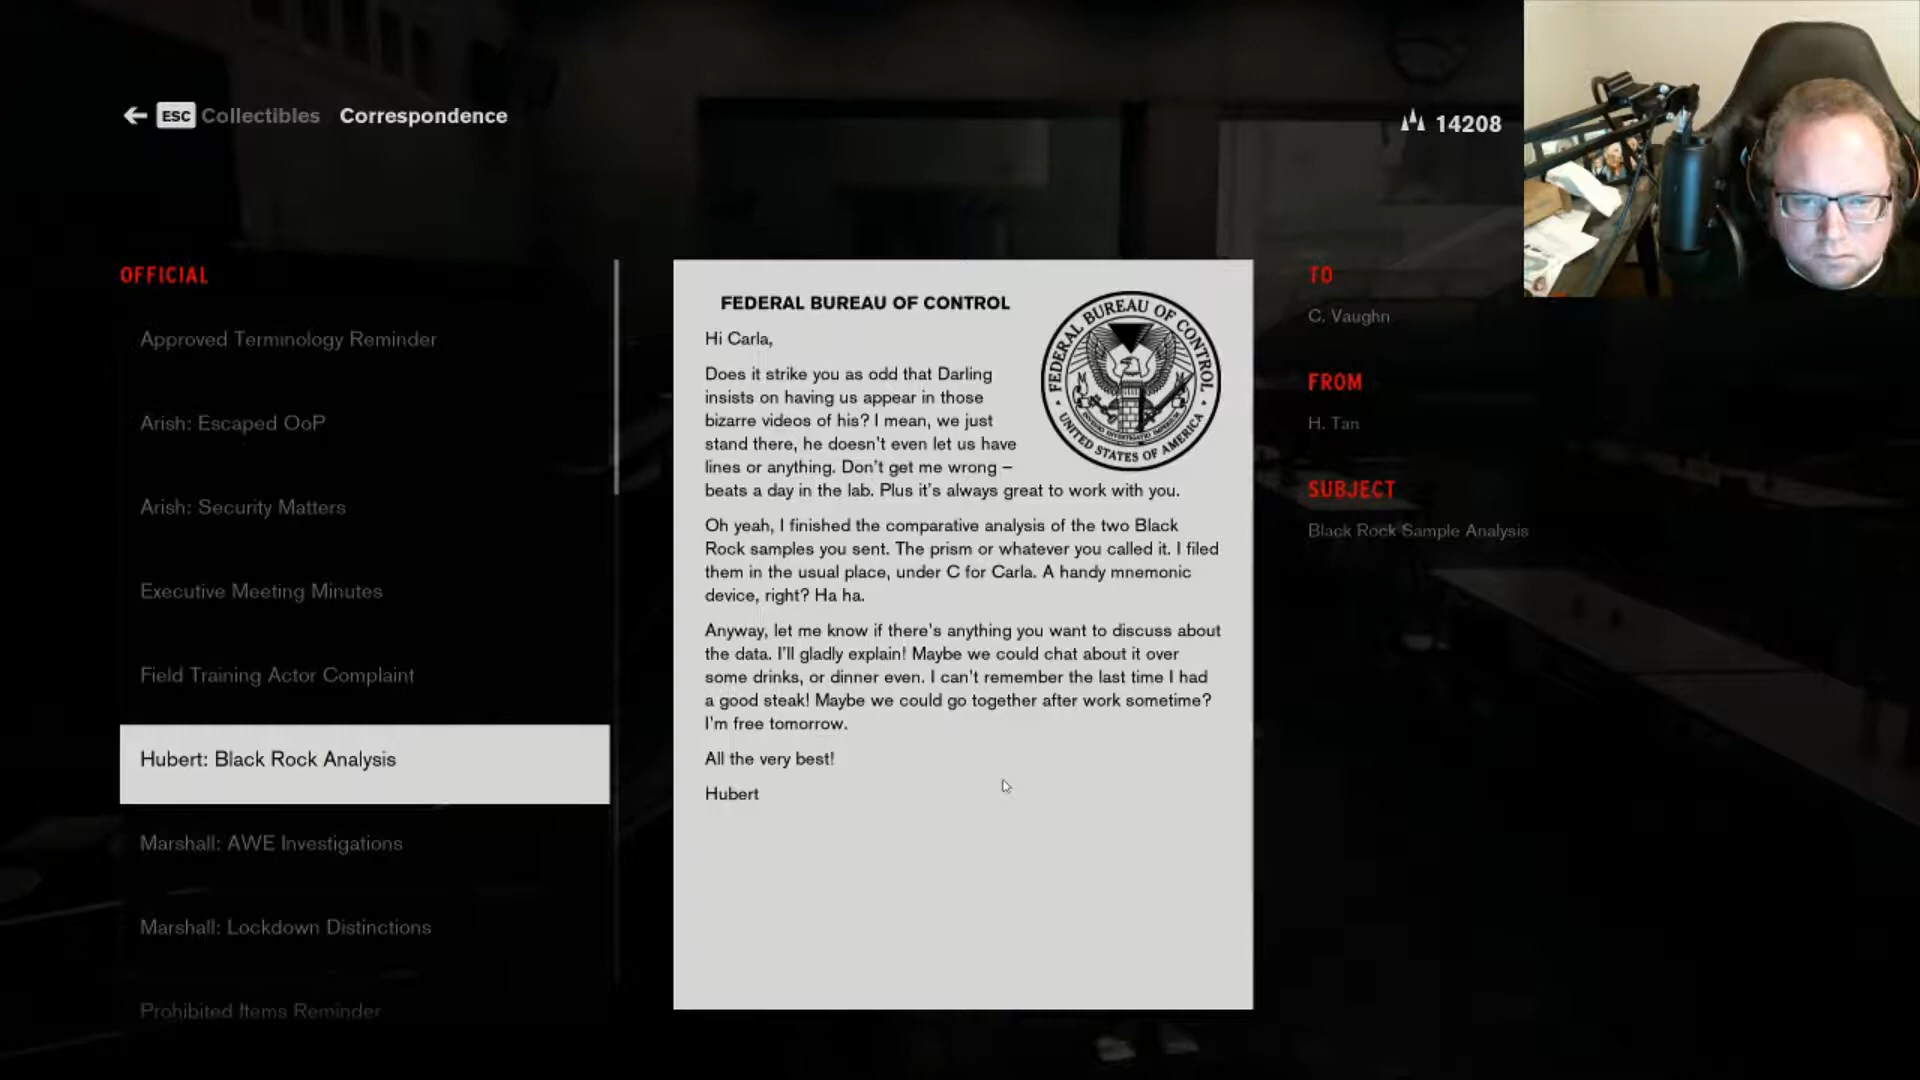 ESC Collectibles Correspondence
14208
OFFICIAL
Approved Terminology Reminder
Arish: Escaped OoP
Arish: Security Matters
Executive Meeting Minutes
Field Training Actor Complaint
Hubert: Black Rock Analysis
Marshall: AWE Investigations
Marshall: Lockdown Distinctions
Prohibited Items Reminder
FEDERAL BUREAU OF CONTROL
Hi Carla,
Does it strike you as odd that Darling
insists on having us appear in those
bizarre videos of his? I mean, we just
stand there, he doesn't even let us have
lines or anything. Don't get me wrong –
beats a day in the lab. Plus it's always great to work with you.
Oh yeah, I finished the comparative analysis of the two Black
Rock samples you sent. The prism or whatever you called it. I filed
them in the usual place, under C for Carla. A handy mnemonic
device, right? Ha ha.
Anyway, let me know if there's anything you want to discuss about
the data. I'll gladly explain! Maybe we could chat about it over
some drinks, or dinner even. I can't remember the last time I had
a good steak! Maybe we could go together after work sometime?
I'm free tomorrow.
All the very best!
Hubert
FEDERAL BUREAU OF CONTROL
UNITED STATES OF AMERICA
TO
C. Vaughn
FROM
H. Tan
SUBJECT
Black Rock Sample Analysis